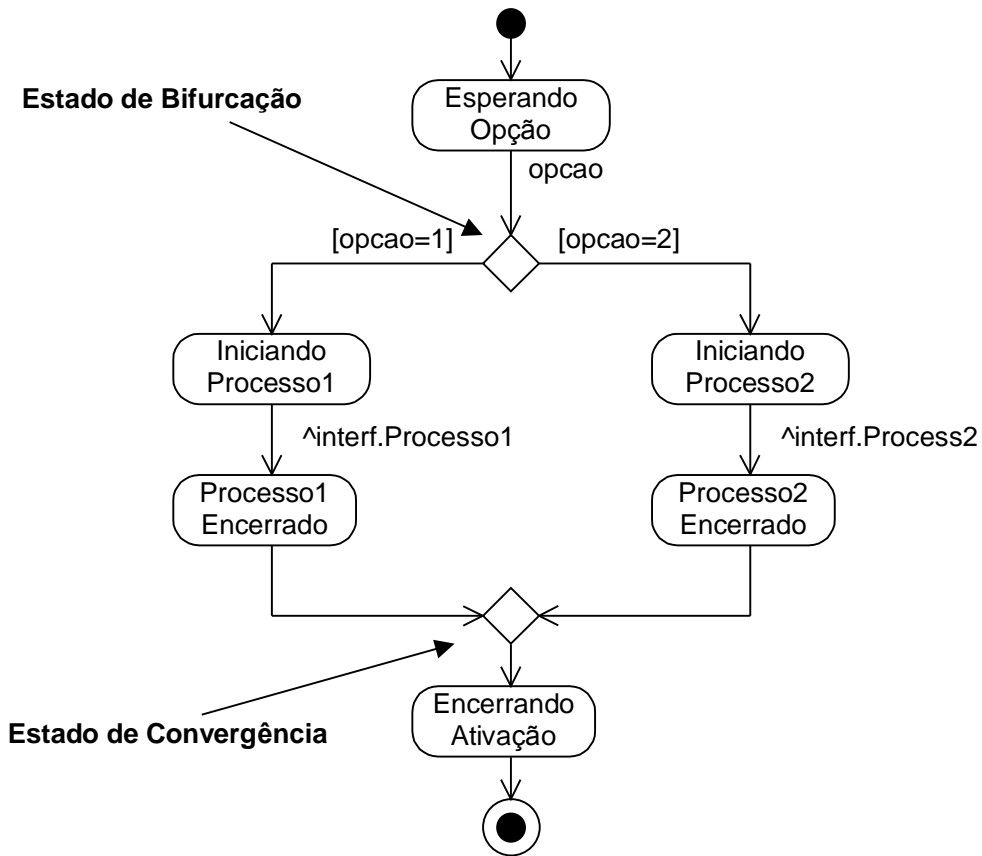 Esperando
Opção
Estado de Bifurcação
opcao
[opcao=1]
[opcao=2]
Iniciando
Processo1
Iniciando
Processo2
^interf.Processo1
^interf.Process2
Processo1
Encerrado
Processo2
Encerrado
Encerrando
Ativação
Estado de Convergência